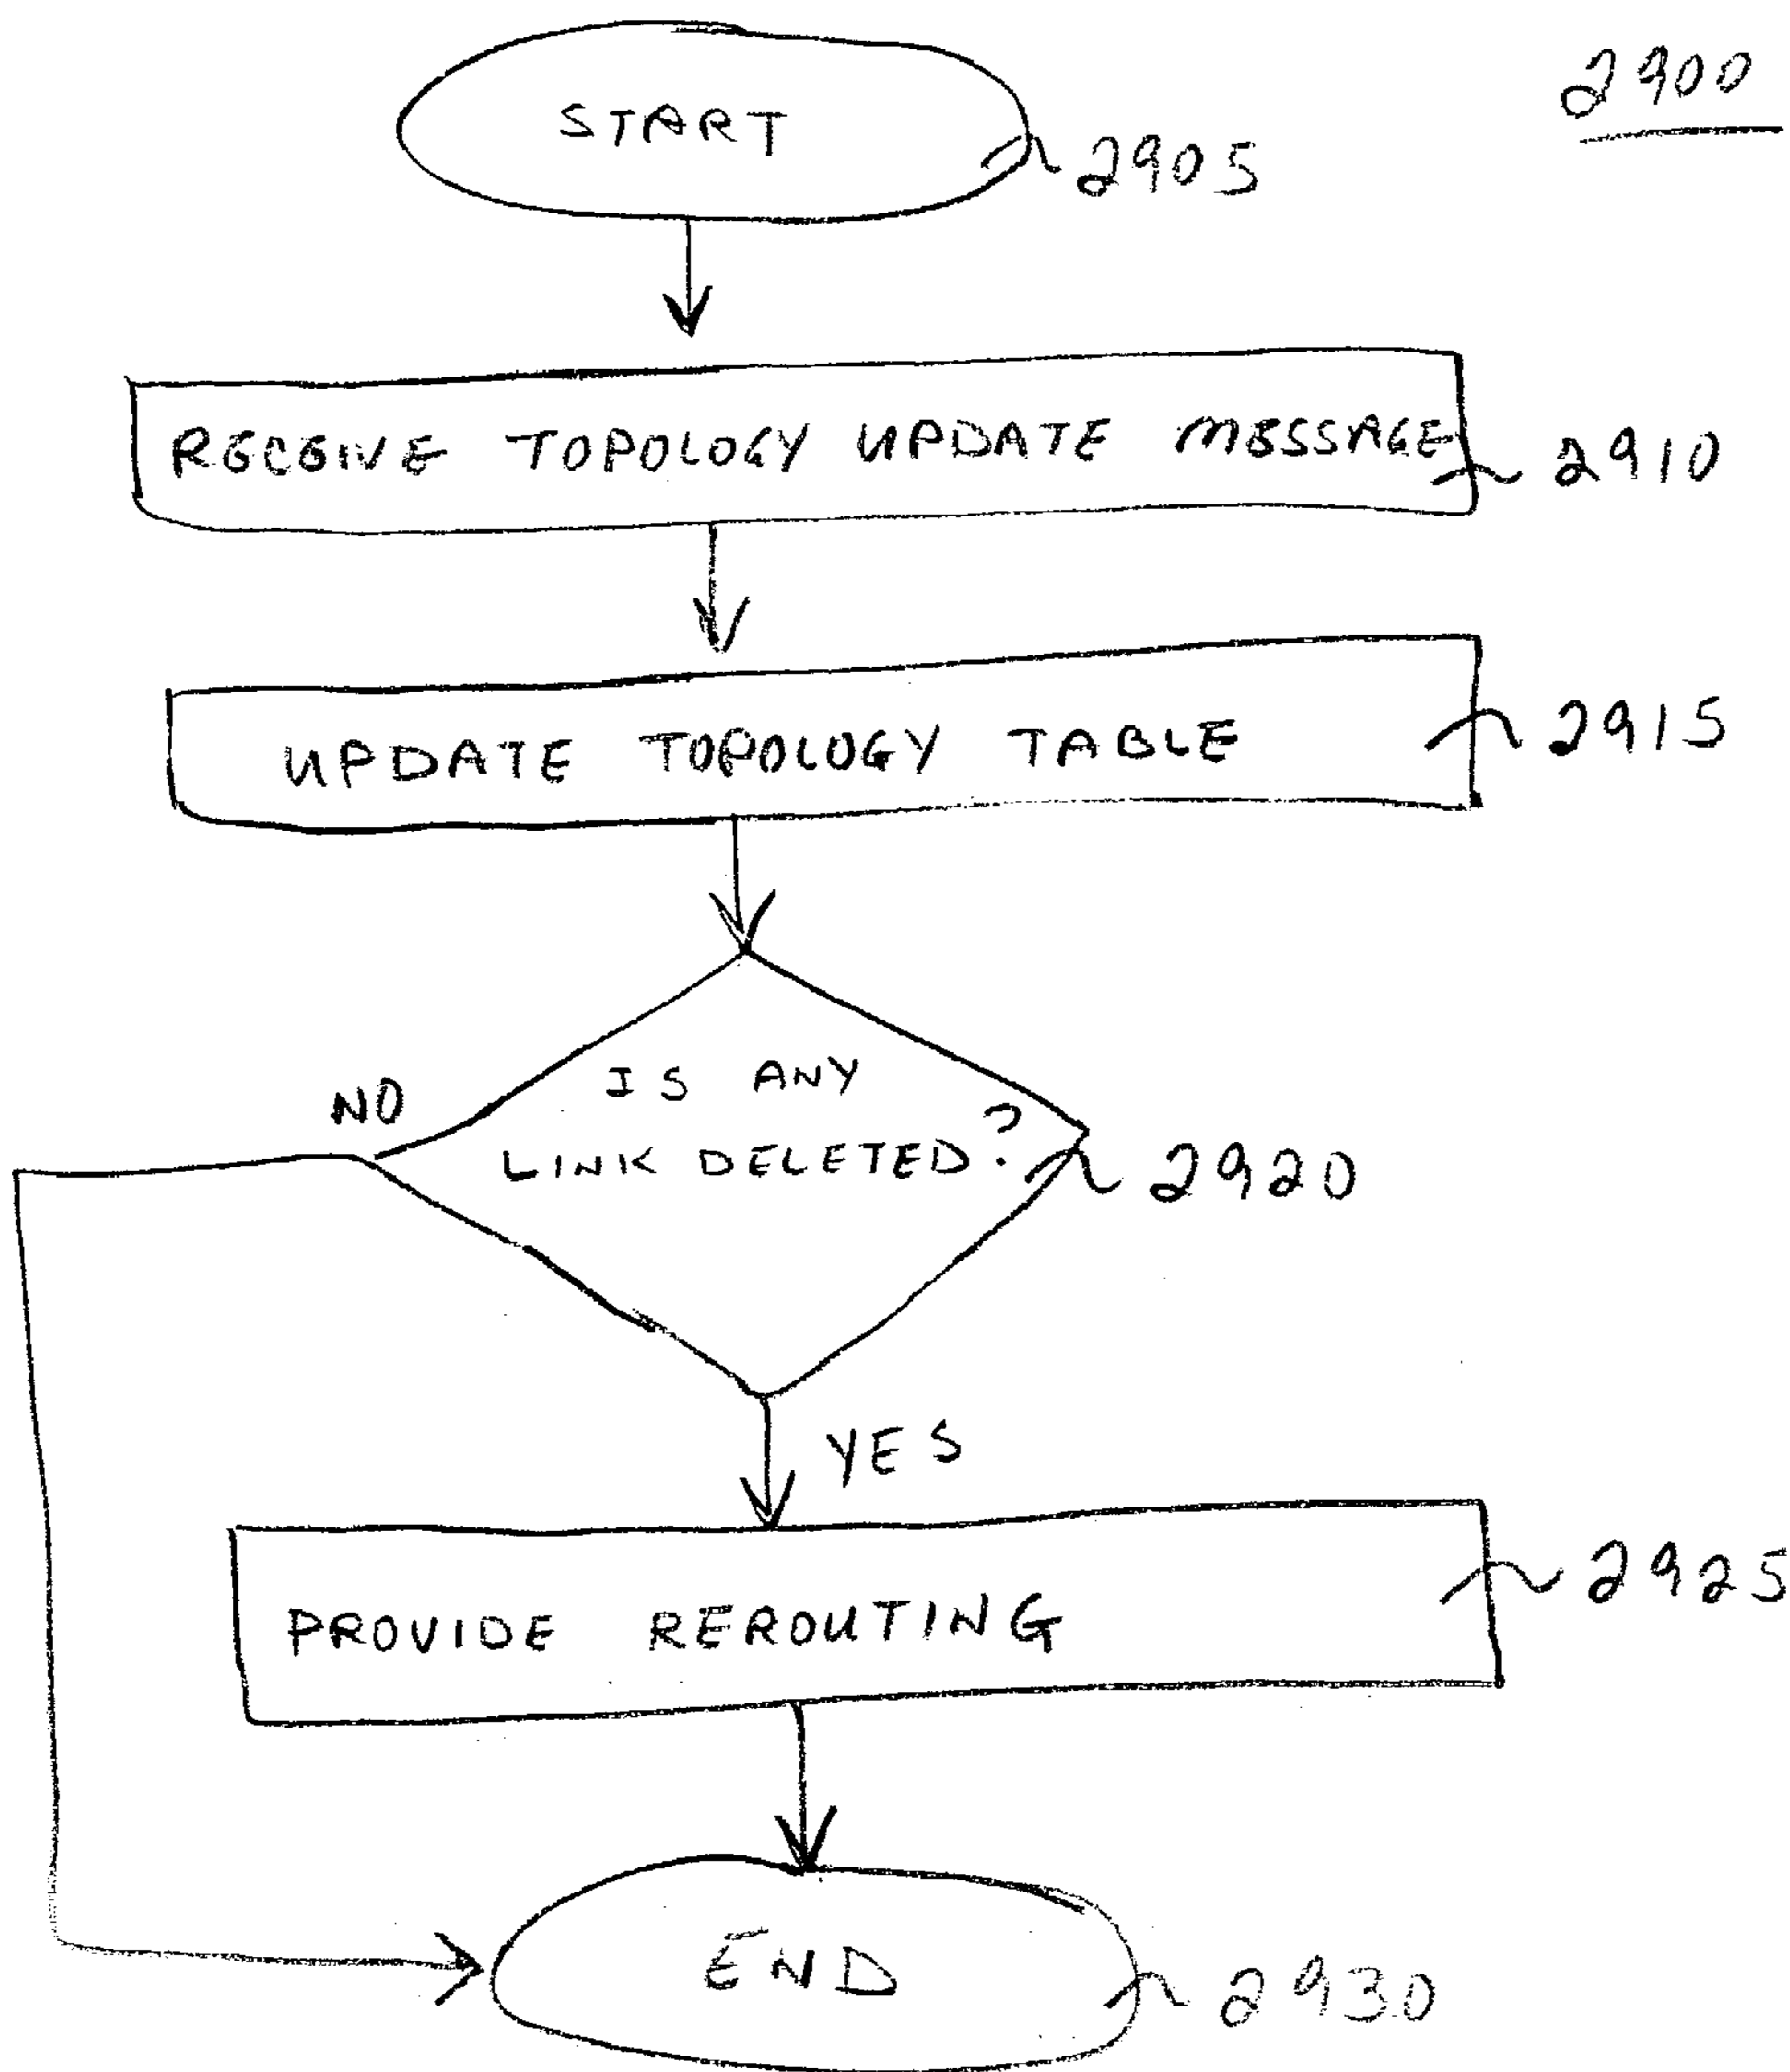 2900
START
2905
RECEIVE TOPOLOGY UPDATE MESSAGE
2910
UPDATE TOPOLOGY TABLE
2915
IS ANY
LINK DELETED?
2920
NO
YES
PROVIDE REROUTING
2925
END
2930